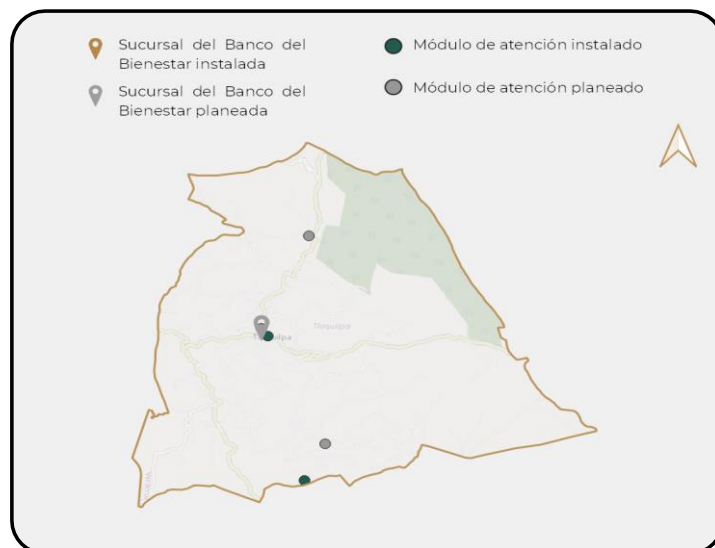 Sucursal del Banco del
Bienestar instalada
Sucursal del Banco del
Bienestar planeada
Módulo de atención instalado
Módulo de atención planeado
Tlaquilpa